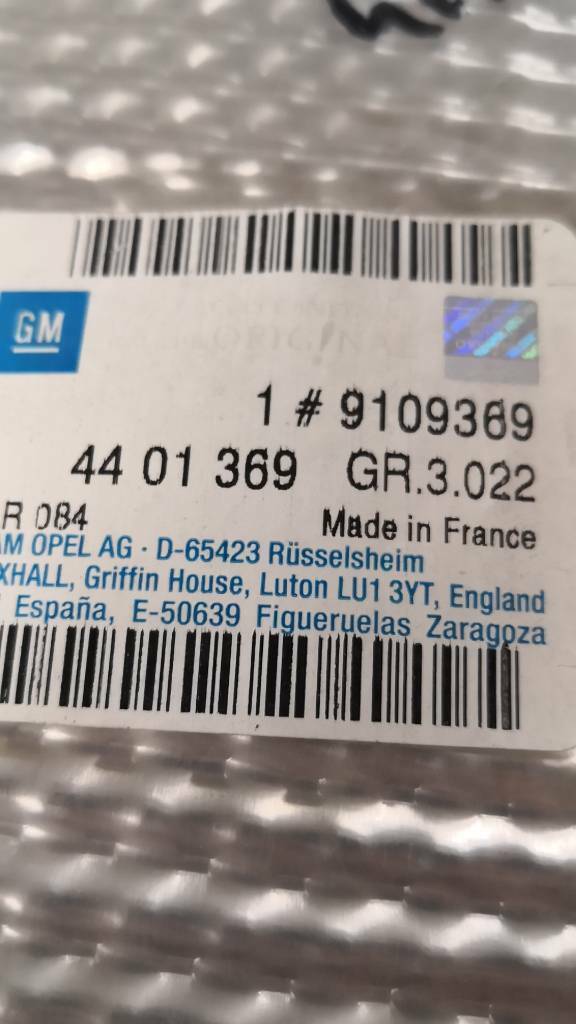 GM
ORIGINAL
1 # 9109369
44 01 369 GR.3.022
R 084
Made in France
AM OPEL AG · D-65423 Rüsselsheim
XHALL, Griffin House, Luton LU1 3YT, England
España, E-50639 Figueruelas Zaragoza